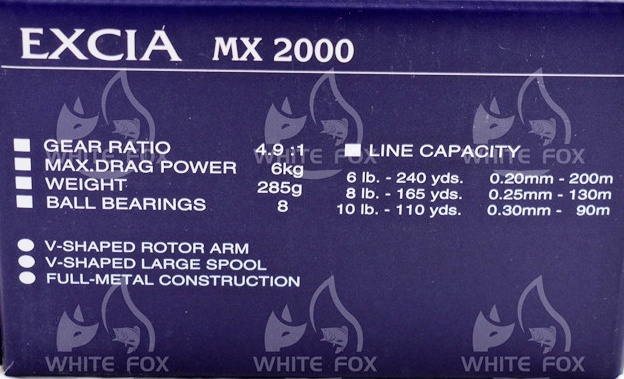 EXCIA MX 2000
GEAR RATIO 4.9 :1
MAX.DRAG POWER 6kg
WEIGHT 285g
BALL BEARINGS 8
LINE CAPACITY
6 lb. - 240 yds. 0.20mm - 200m
8 lb. - 165 yds. 0.25mm - 130m
10 lb. - 110 yds. 0.30mm - 90m
V-SHAPED ROTOR ARM
V-SHAPED LARGE SPOOL
FULL-METAL CONSTRUCTION
WHITE FOX
WHITE FOX
WHITE FOX
WHITE FOX
WHITE FOX
WHITE FOX